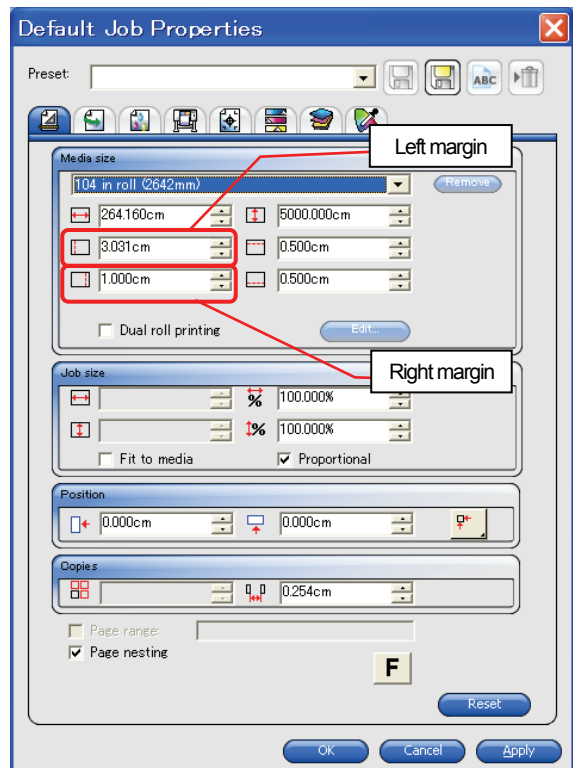 Default Job Properties
Preset:
ABC
Left margin
Media size
104 in roll (2642mm)
Remove
264.160cm 5000.000cm
3.031cm 0.500cm
1.000cm 0.500cm
Dual roll printing Edit...
Right margin
Job size
% 100.000%
% 100.000%
Fit to media Proportional
Position
0.000cm 0.000cm
Copies
0.254cm
Page range:
Page nesting
F
Reset
OK Cancel Apply